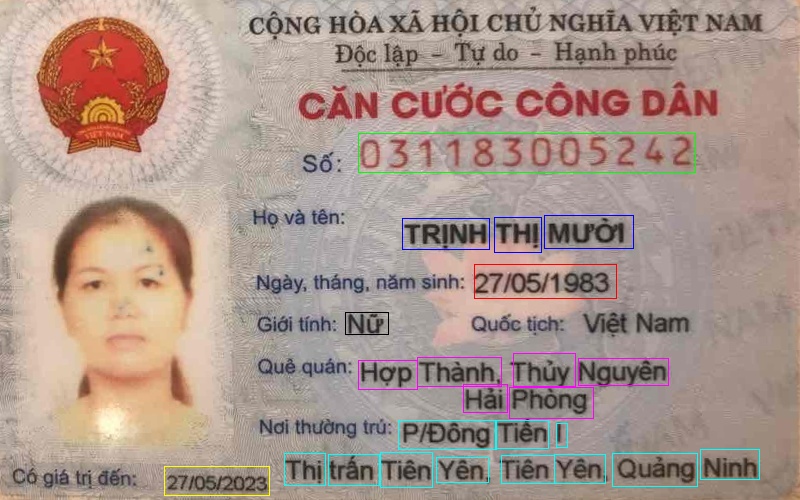 CỘNG HÒA XÃ HỘI CHỦ NGHĨA VIỆT NAM
Độc lập - Tự do - Hạnh phúc
CĂN CƯỚC CÔNG DÂN
Số: 031183005242
Họ và tên: TRỊNH THỊ MƯỜI
Ngày, tháng, năm sinh: 27/05/1983
Giới tính: Nữ Quốc tịch: Việt Nam
Quê quán: Hợp Thành, Thủy Nguyên
Hải Phòng
Nơi thường trú: P/Đông Tiến I
Thị trấn Tiên Yên, Tiên Yên, Quảng Ninh
Có giá trị đến: 27/05/2023
VIỆT NAM